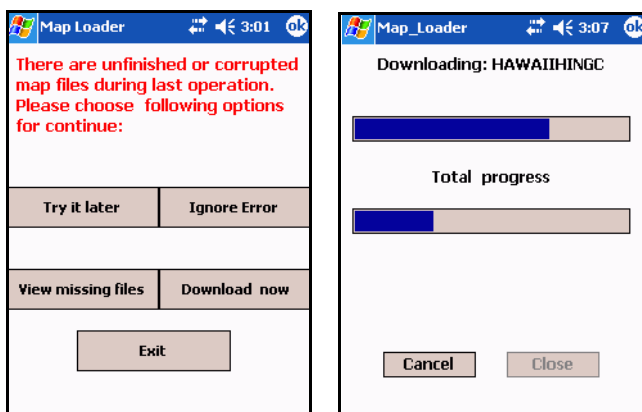 Map Loader 3:01 ok
There are unfinished or corrupted
map files during last operation.
Please choose following options
for continue:
Try it later Ignore Error
View missing files Download now
Exit
Map_Loader 3:07 ok
Downloading: HAWAIIHINGC
Total progress
Cancel Close